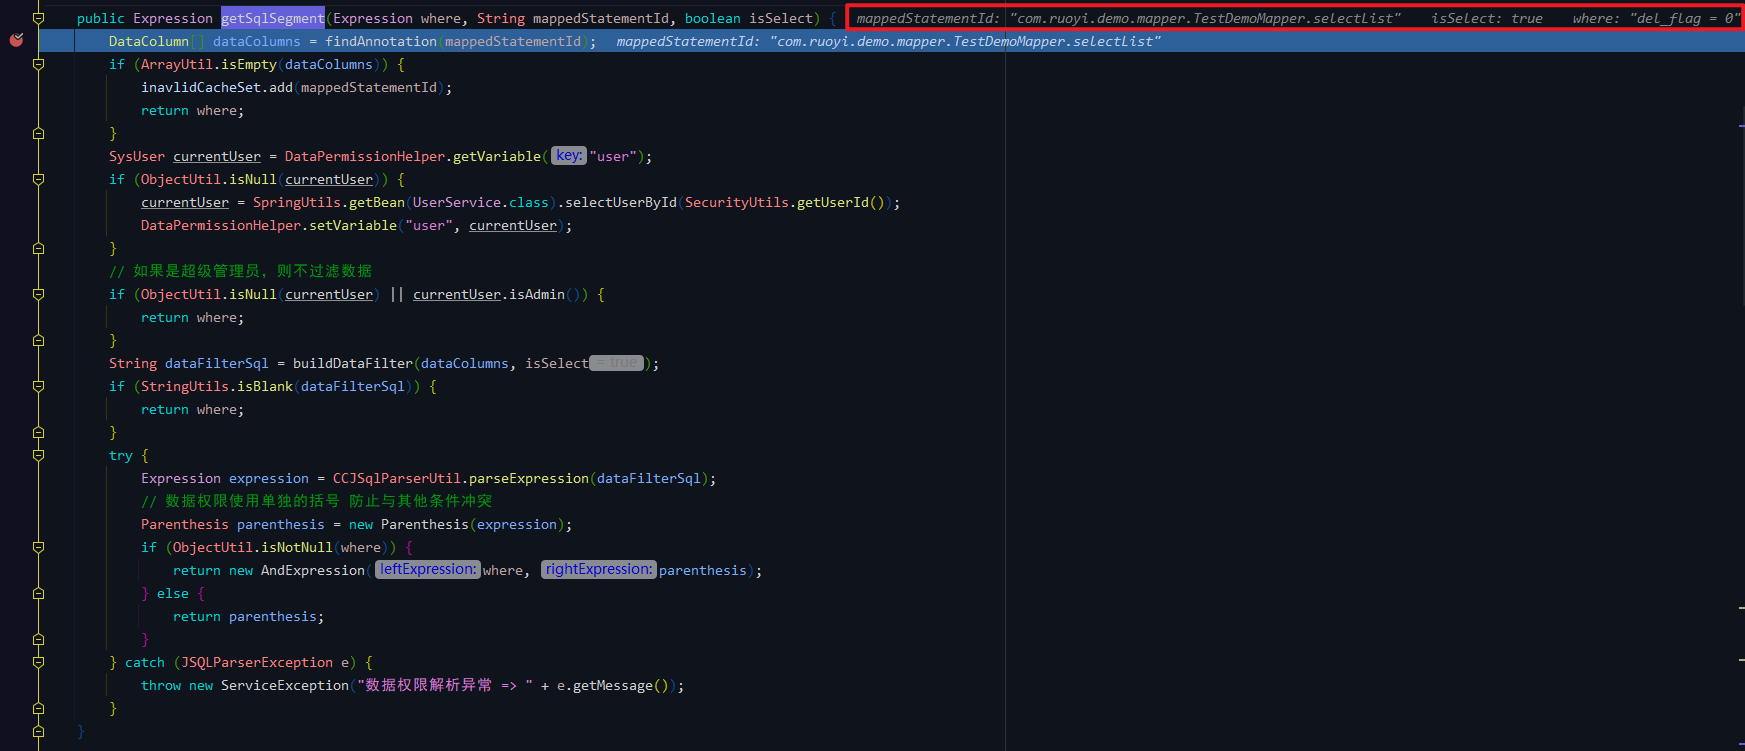 public Expression getSqlSegment(Expression where, String mappedStatementId, boolean isSelect) { mappedStatementId: "com.ruoyi.demo.mapper.TestDemoMapper.selectList" isSelect: true where: "del_flag = 0"
DataColumn[] dataColumns = findAnnotation(mappedStatementId); mappedStatementId: "com.ruoyi.demo.mapper.TestDemoMapper.selectList"
if (ArrayUtil.isEmpty(dataColumns)) {
inavlidCacheSet.add(mappedStatementId);
return where;
}
SysUser currentUser = DataPermissionHelper.getVariable( key: "user");
if (ObjectUtil.isNull(currentUser)) {
currentUser = SpringUtils.getBean(UserService.class).selectUserById(SecurityUtils.getUserId());
DataPermissionHelper.setVariable("user", currentUser);
}
// 如果是超级管理员，则不过滤数据
if (ObjectUtil.isNull(currentUser) || currentUser.isAdmin()) {
return where;
}
String dataFilterSql = buildDataFilter(dataColumns, isSelect = true );
if (StringUtils.isBlank(dataFilterSql)) {
return where;
}
try {
Expression expression = CCJSqlParserUtil.parseExpression(dataFilterSql);
// 数据权限使用单独的括号 防止与其他条件冲突
Parenthesis parenthesis = new Parenthesis(expression);
if (ObjectUtil.isNotNull(where)) {
return new AndExpression( leftExpression: where, rightExpression: parenthesis);
} else {
return parenthesis;
}
} catch (JSQLParserException e) {
throw new ServiceException("数据权限解析异常 => " + e.getMessage());
}
}